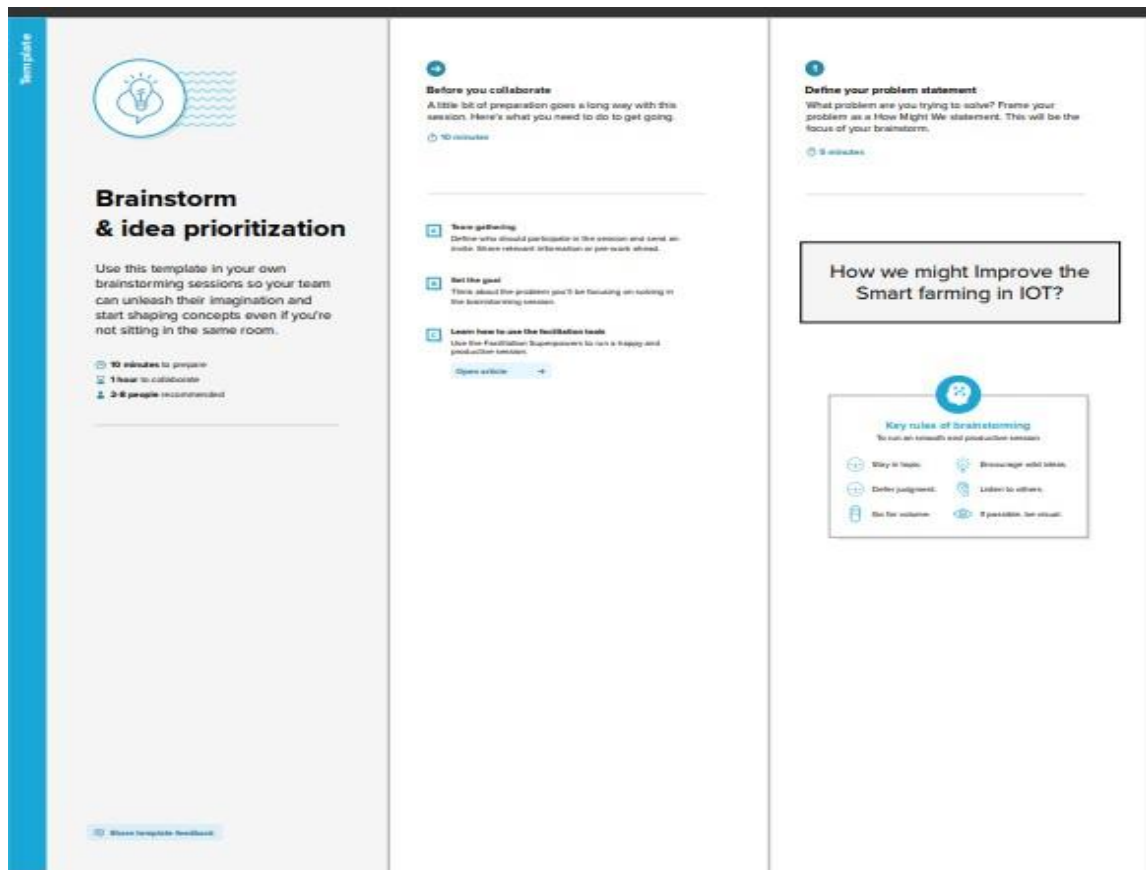 Template
Brainstorm
& idea prioritization
Use this template in your own
brainstorming sessions so your team
can unleash their imagination and
start shaping concepts even if you're
not sitting in the same room.
10 minutes to prepare
1 hour to collaborate
2-8 people recommended
Share template feedback
Before you collaborate
A little bit of preparation goes a long way with this
session. Here's what you need to do to get going.
10 minutes
A
Team gathering
Define who should participate in the session and send an
invite. Share relevant information or pre-work ahead.
B
Set the goal
Think about the problem you'll be focusing on solving in
the brainstorming session.
C
Learn how to use the facilitation tools
Use the Facilitation Superpowers to run a happy and
productive session.
Open article
1
Define your problem statement
What problem are you trying to solve? Frame your
problem as a How Might We statement. This will be the
focus of your brainstorm.
5 minutes
How we might Improve the
Smart farming in IOT?
Key rules of brainstorming
To run an smooth and productive session
Stay in topic.
Encourage wild ideas.
Defer judgment.
Listen to others.
Go for volume.
If possible, be visual.